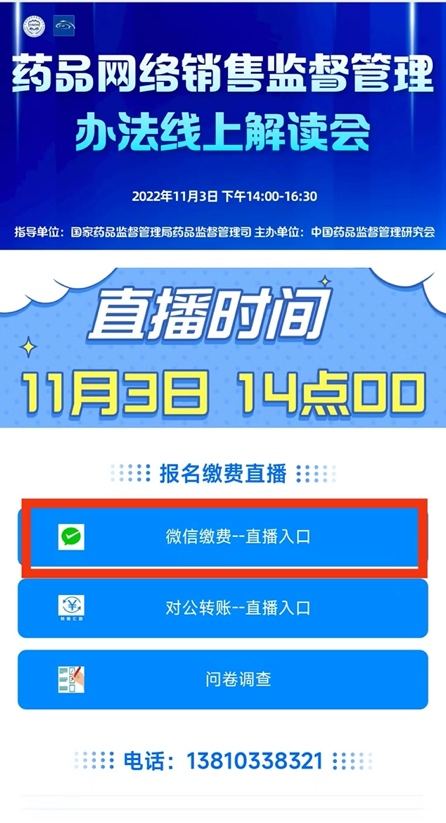 药品网络销售监督管理
办法线上解读会
2022年11月3日 下午14:00-16:30
指导单位：国家药品监督管理局药品监督管理司 主办单位：中国药品监督管理研究会
直播时间
11月3日 14点00
报名缴费直播
微信缴费--直播入口
对公转账--直播入口
问卷调查
电话：13810338321